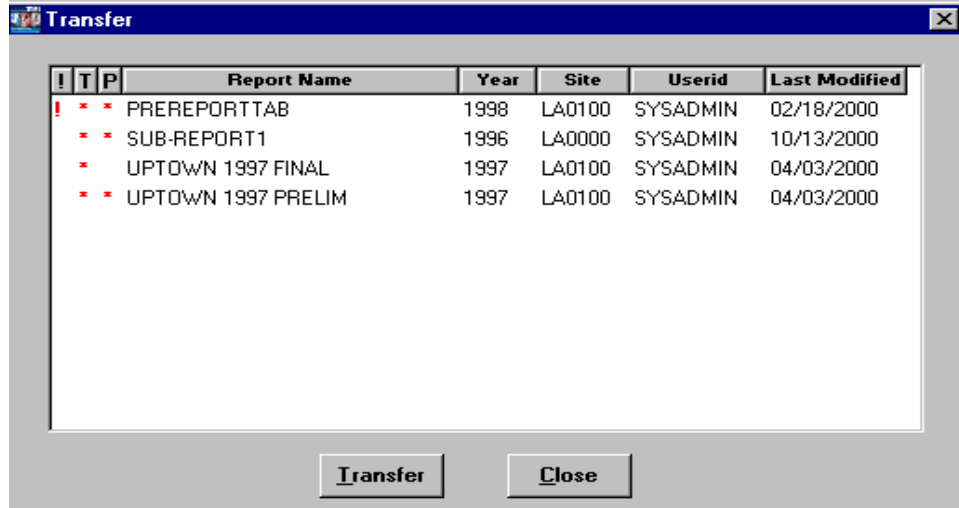 Transfer
! T P Report Name Year Site Userid Last Modified
! * * PREREPORTTAB 1998 LA0100 SYSADMIN 02/18/2000
* * SUB-REPORT1 1996 LA0000 SYSADMIN 10/13/2000
* UPTOWN 1997 FINAL 1997 LA0100 SYSADMIN 04/03/2000
* * UPTOWN 1997 PRELIM 1997 LA0100 SYSADMIN 04/03/2000
Transfer Close